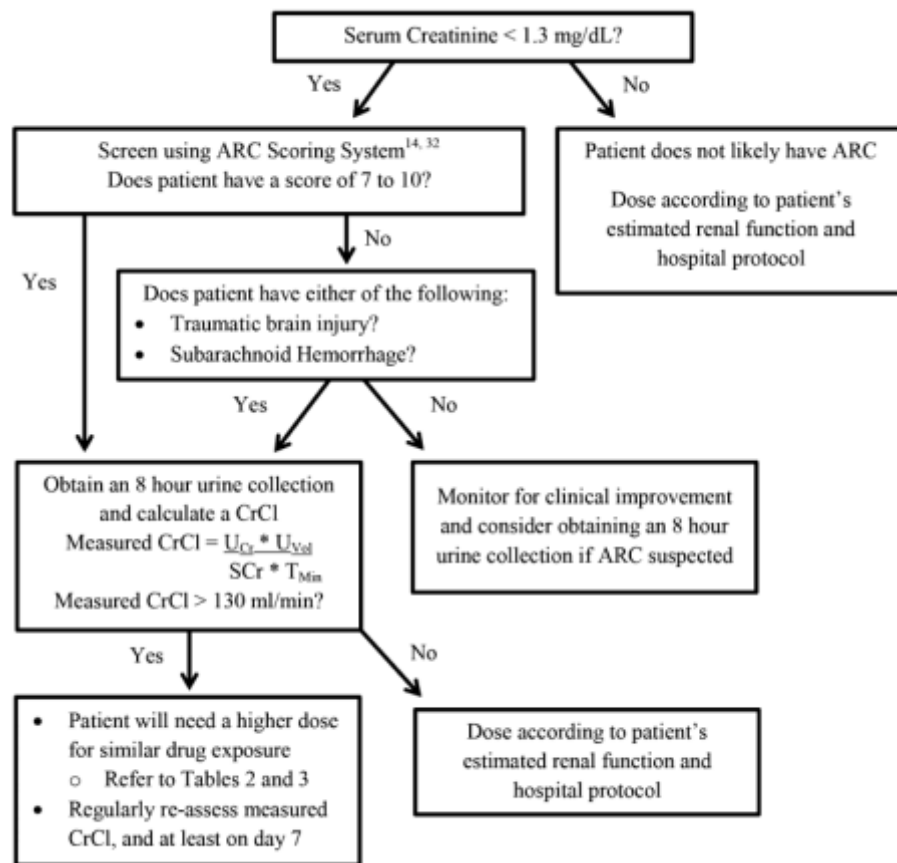 Serum Creatinine < 1.3 mg/dL?
Yes
No
Screen using ARC Scoring System14, 32
Does patient have a score of 7 to 10?
Patient does not likely have ARC
Dose according to patient's
estimated renal function and
hospital protocol
Yes
No
Does patient have either of the following:
• Traumatic brain injury?
• Subarachnoid Hemorrhage?
Yes
No
Obtain an 8 hour urine collection
and calculate a CrCl
Measured CrCl = UCr * UVol
SCr * TMin
Measured CrCl > 130 ml/min?
Monitor for clinical improvement
and consider obtaining an 8 hour
urine collection if ARC suspected
Yes
No
• Patient will need a higher dose
for similar drug exposure
o Refer to Tables 2 and 3
• Regularly re-assess measured
CrCl, and at least on day 7
Dose according to patient's
estimated renal function and
hospital protocol